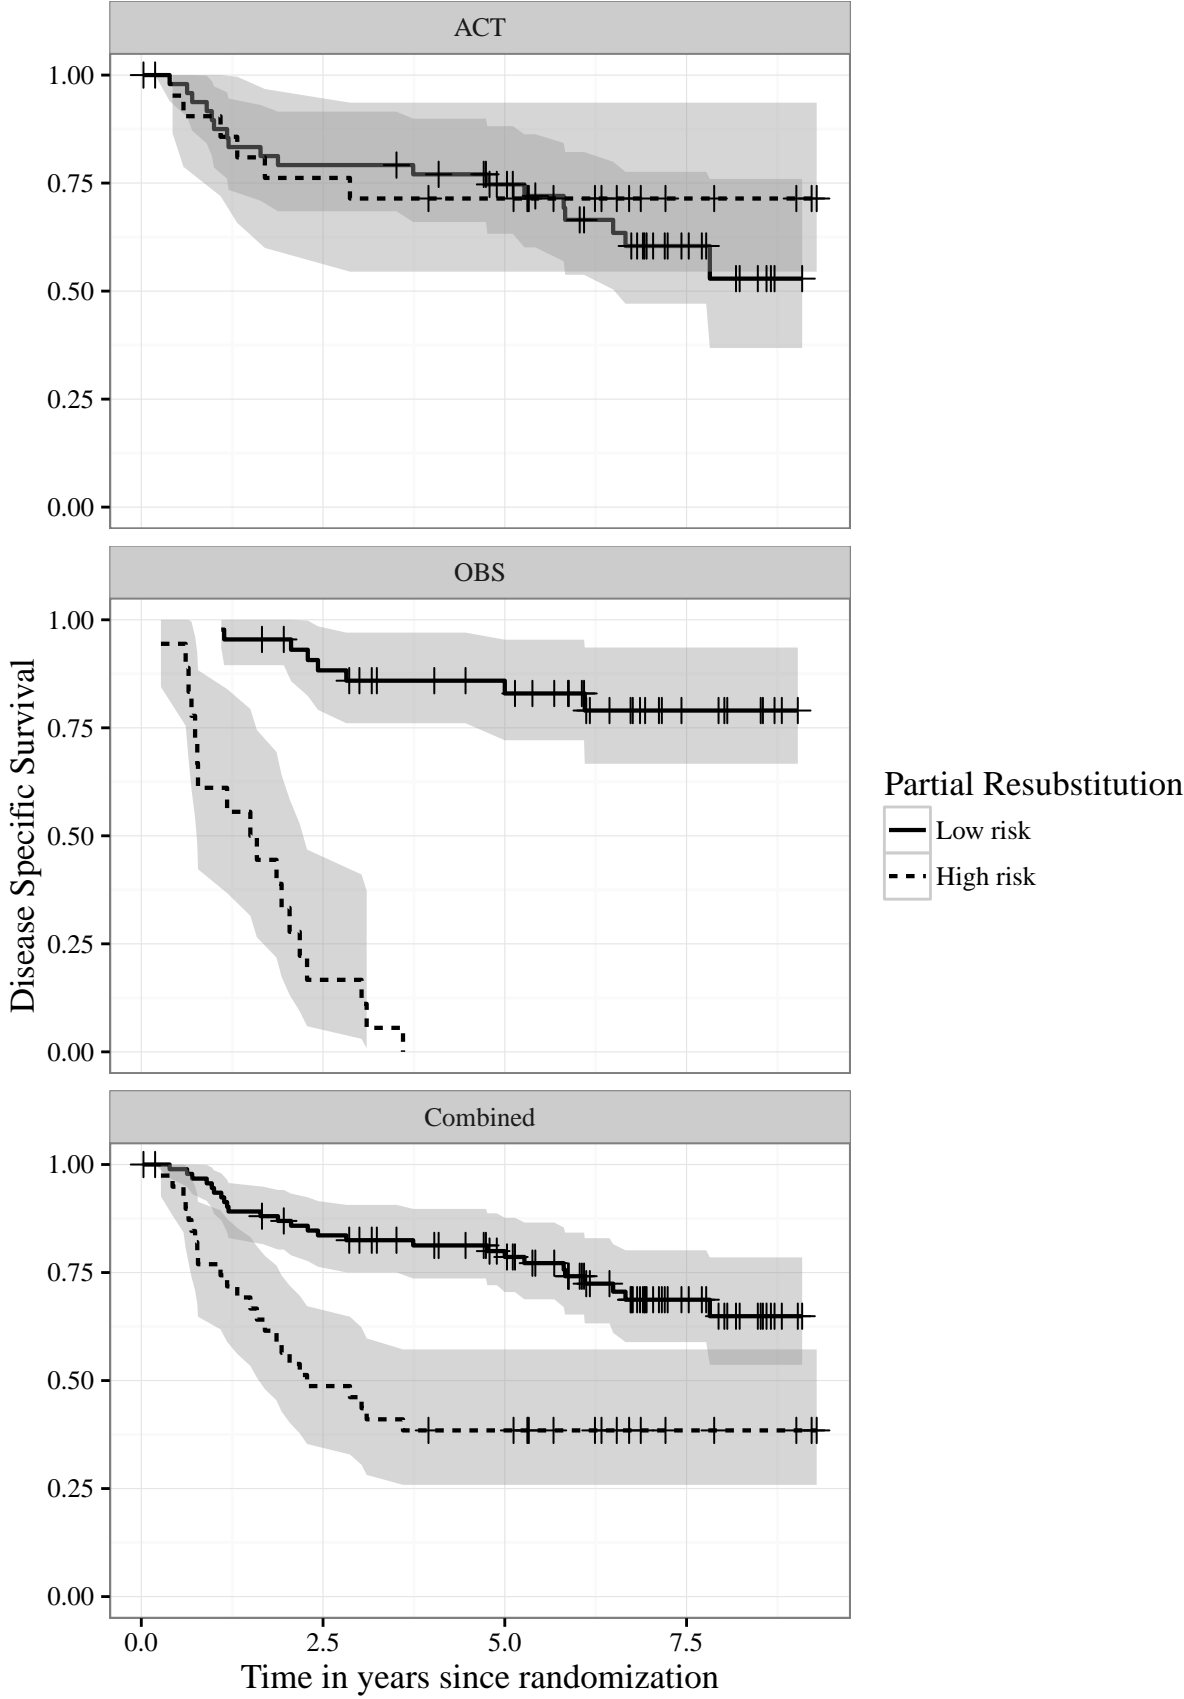 ACT
1.00
0.75
0.50
0.25
0.00
OBS
1.00
0.75
0.50
0.25
0.00
Combined
1.00
0.75
0.50
0.25
0.00
0.0 2.5 5.0 7.5
Time in years since randomization
Disease Specific Survival
Partial Resubstitution
Low risk
High risk